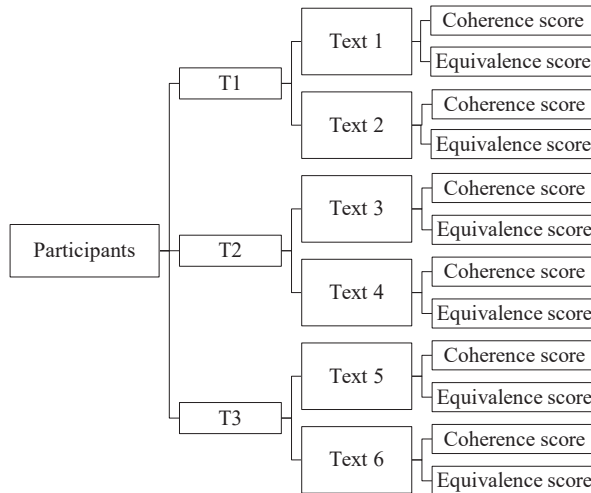 Participants
T1
Text 1
Coherence score
Equivalence score
Text 2
Coherence score
Equivalence score
T2
Text 3
Coherence score
Equivalence score
Text 4
Coherence score
Equivalence score
T3
Text 5
Coherence score
Equivalence score
Text 6
Coherence score
Equivalence score